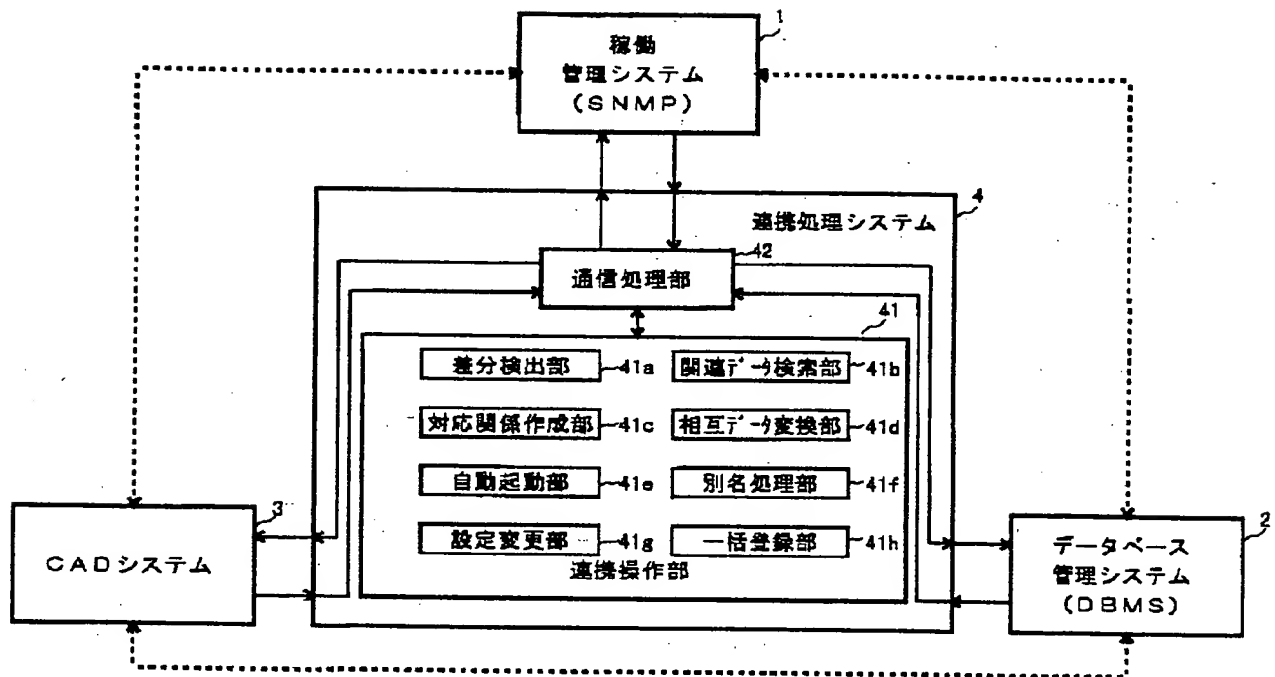 1
稼働
管理システム
(SNMP)
4
連携処理システム
42
通信処理部
41
差分検出部 41a 関連データ検索部 41b
対応関係作成部 41c 相互データ変換部 41d
自動起動部 41e 別名処理部 41f
設定変更部 41g 一括登録部 41h
連携操作部
3
CADシステム
2
データベース
管理システム
(DBMS)